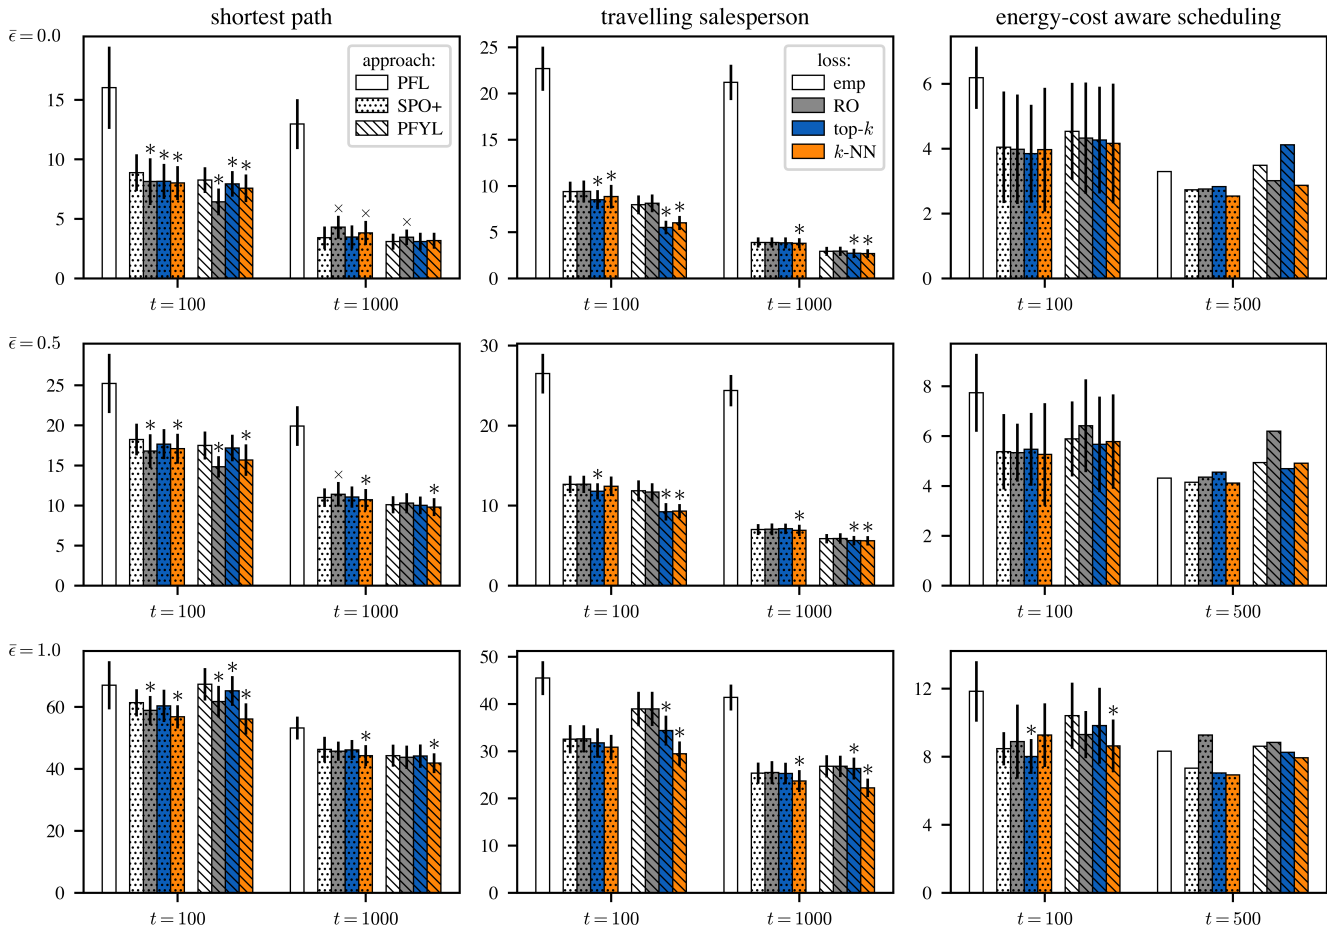 shortest path
travelling salesperson
energy-cost aware scheduling
ε̄ = 0.0
15
10
5
0
approach:
PFL
SPO+
PFYL
* * * * * * × × ×
t = 100
t = 1000
25
20
15
10
5
0
loss:
emp
RO
top-k
k-NN
* * * * * * *
t = 100
t = 1000
6
4
2
0
t = 100
t = 500
ε̄ = 0.5
25
20
15
10
5
0
* * * * × * *
t = 100
t = 1000
30
20
10
0
* * * * * *
t = 100
t = 1000
8
6
4
2
0
t = 100
t = 500
ε̄ = 1.0
60
40
20
0
* * * * * * *
t = 100
t = 1000
50
40
30
20
10
0
* * * * *
t = 100
t = 1000
12
8
4
0
* *
t = 100
t = 500